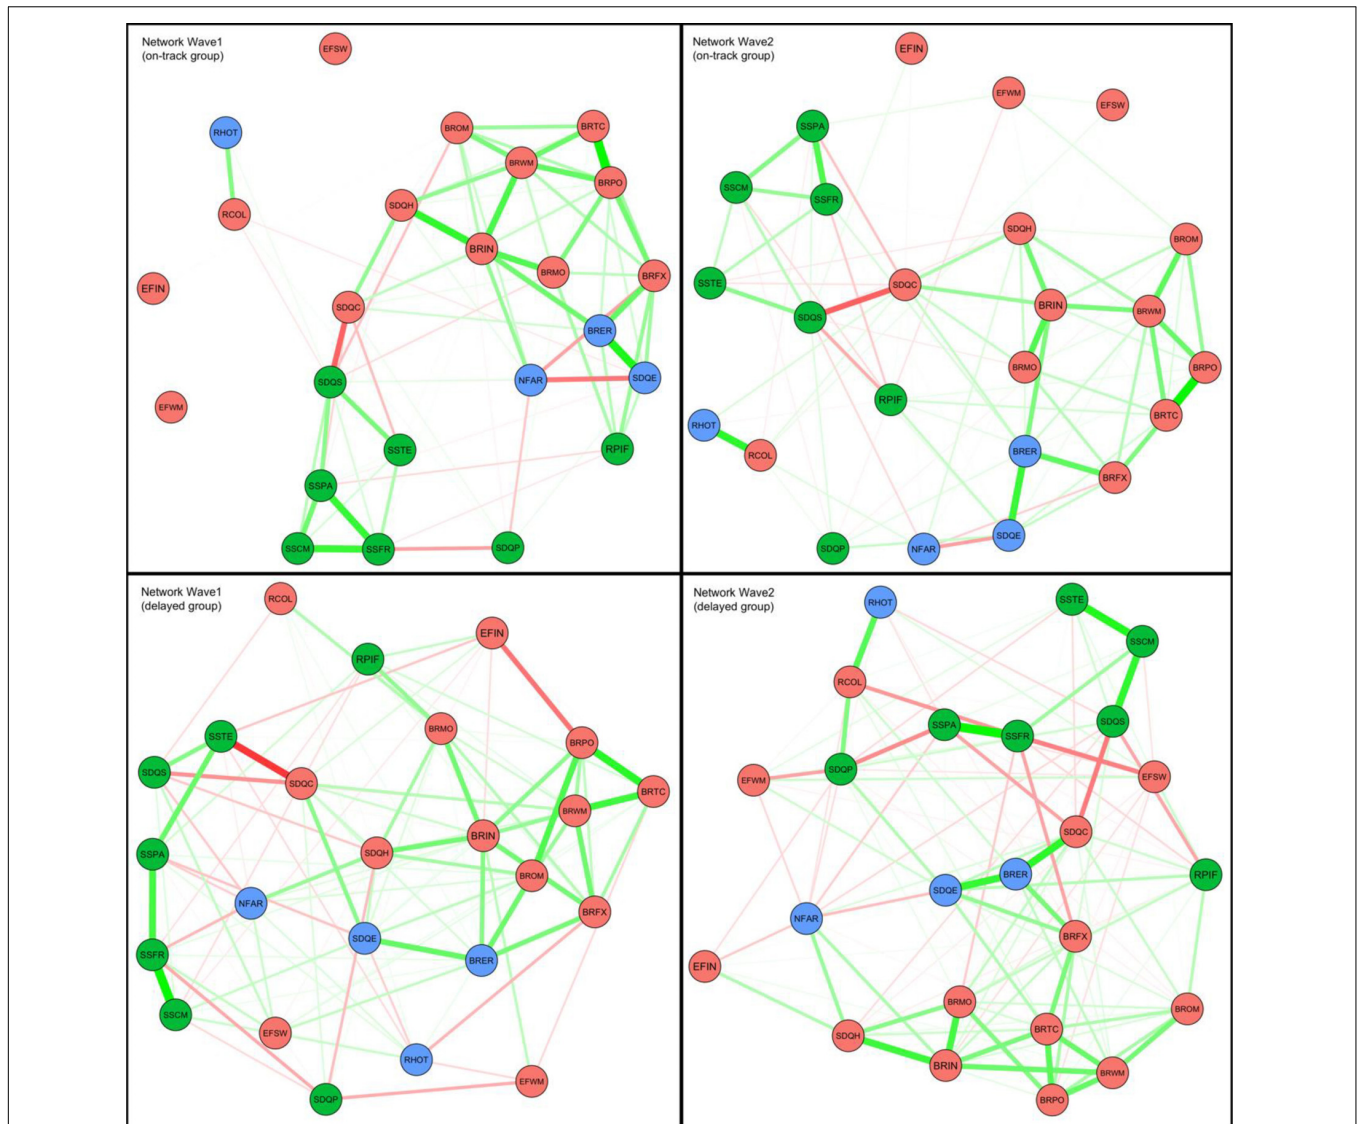 Network Wave1
(on-track group)
EFSW
RHOT
BROM
BRTC
BRWM
BRPO
SDQH
RCOL
BRIN
BRMO
BRFX
EFIN
SDQC
BRER
SDQS
NFAR
SDQE
EFWM
SSTE
RPIF
SSPA
SSCM
SSFR
SDQP
Network Wave2
(on-track group)
EFIN
EFWM
EFSW
SSPA
SSCM
SSFR
SDQH
BROM
SSTE
SDQC
SDQS
BRIN
BRWM
BRMO
BRPO
RPIF
BRTC
RHOT
RCOL
BRER
BRFX
SDQE
SDQP
NFAR
Network Wave1
(delayed group)
RCOL
EFIN
RPIF
BRMO
SSTE
BRPO
SDQS
SDQC
BRTC
BRWM
BRIN
SSPA
SDQH
BROM
NFAR
BRFX
SDQE
SSFR
BRER
SSCM
EFSW
RHOT
EFWM
SDQP
Network Wave2
(delayed group)
RHOT
SSTE
SSCM
RCOL
SSPA
SDQS
SSFR
EFWM
SDQP
EFSW
SDQC
SDQE
BRER
RPIF
NFAR
BRFX
EFIN
BRMO
BROM
SDQH
BRTC
BRIN
BRWM
BRPO